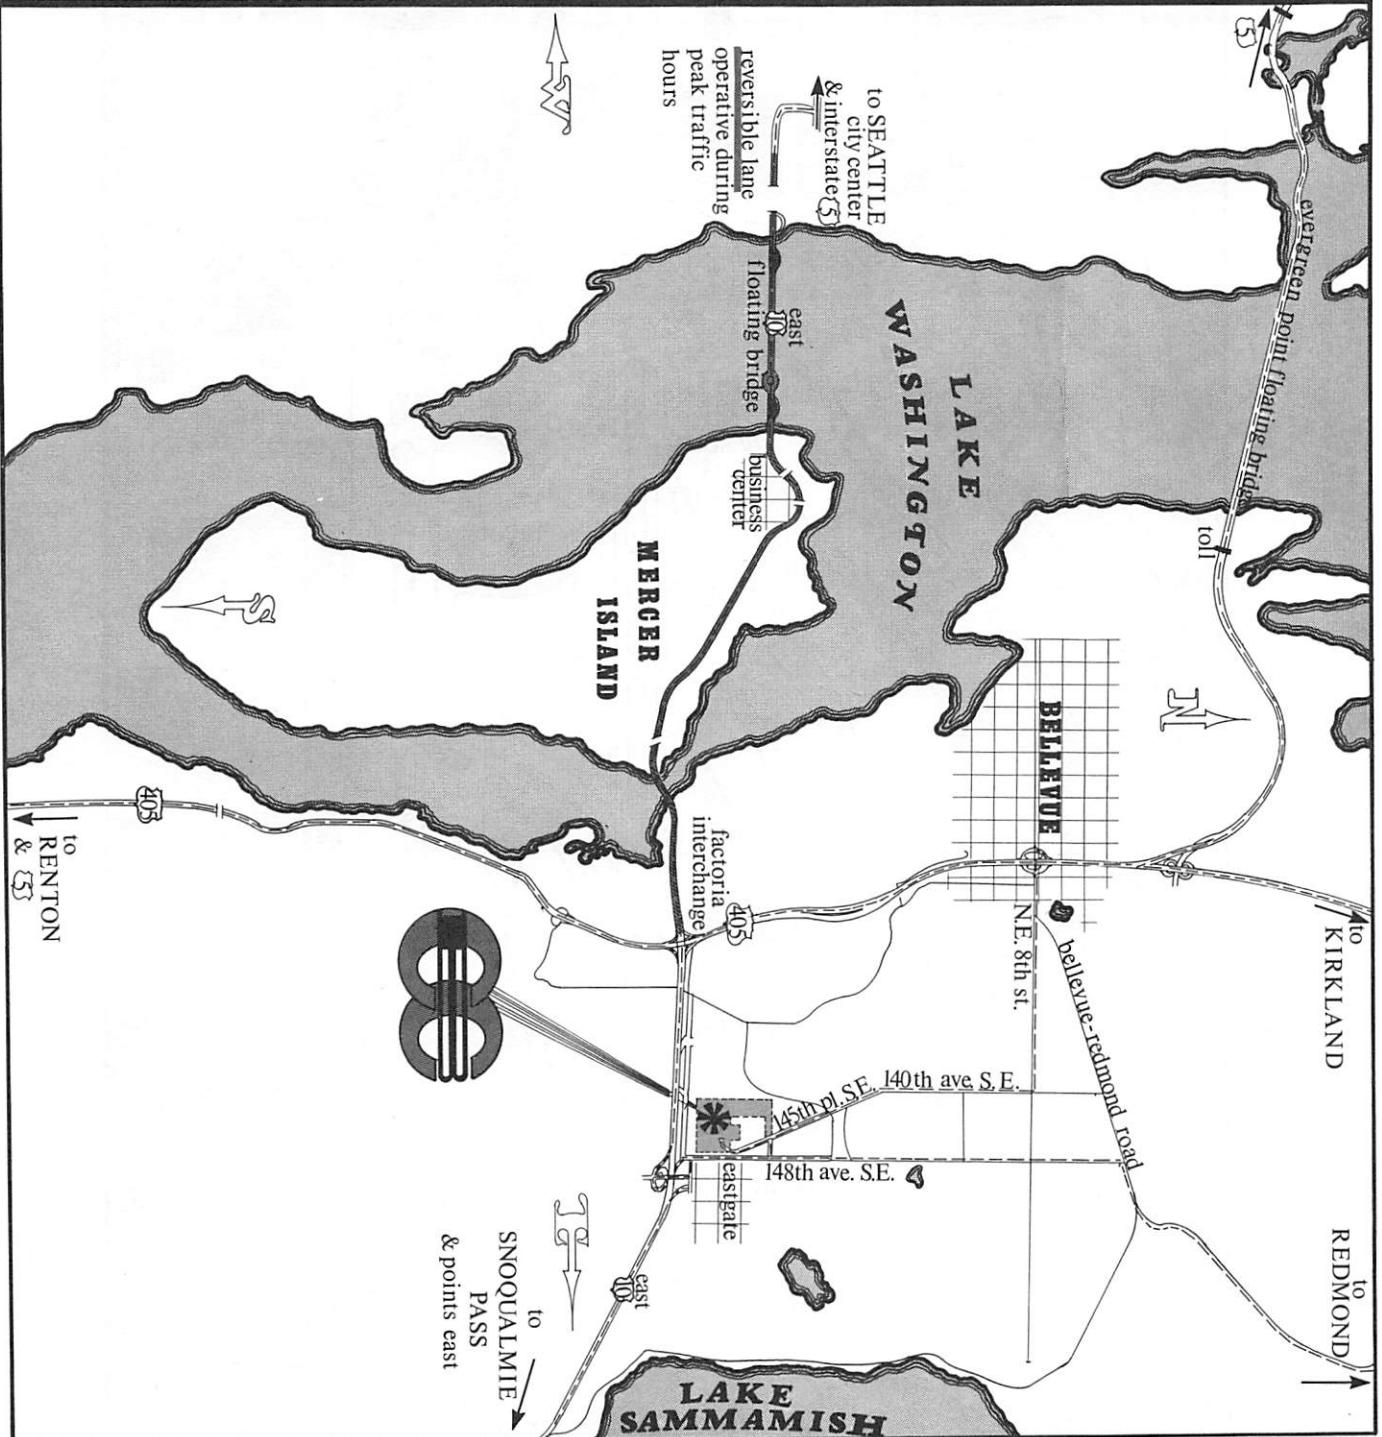 5
evergreen point floating bridge
toll
N
to
KIRKLAND
to
REDMOND
to SEATTLE
city center
& interstate 5
LAKE
WASHINGTON
BELLEVUE
N.E. 8th st.
bellevue-redmond road
140th ave. S.E.
145th pl. S.E.
148th ave. S.E.
eastgate
reversible lane
operative during
peak traffic
hours
east
10
floating bridge
business
center
MERCER
ISLAND
factoria
interchange
405
W
E
S
east
10
to
SNOQUALMIE
PASS
& points east
LAKE
SAMMAMISH
405
to
RENTON
& 5